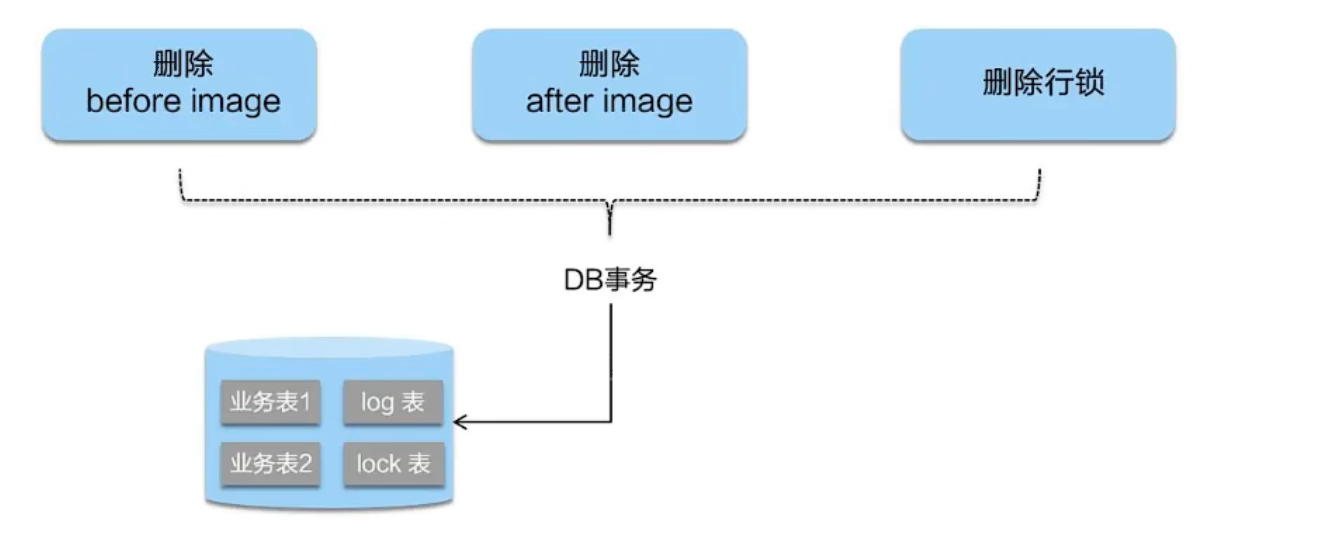 删除
before image
删除
after image
删除行锁
DB事务
业务表1
log 表
业务表2
lock 表